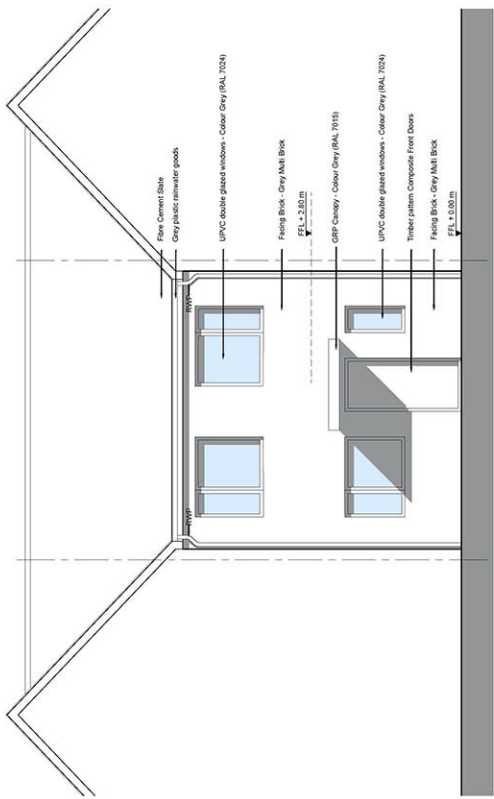 Fibre Cement Slate
Grey plastic rainwater goods
RWP
RWP
UPVC double glazed windows - Colour Grey (RAL 7024)
Facing Brick - Grey Multi Brick
FFL + 2.80 m
GRP Canopy - Colour Grey (RAL 7015)
UPVC double glazed windows - Colour Grey (RAL 7024)
Timber pattern Composite Front Doors
Facing Brick - Grey Multi Brick
FFL + 0.00 m